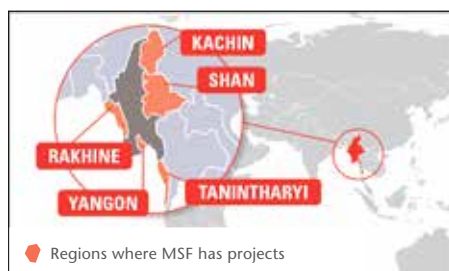 KACHIN
SHAN
RAKHINE
YANGON
TANINTHARYI
Regions where MSF has projects